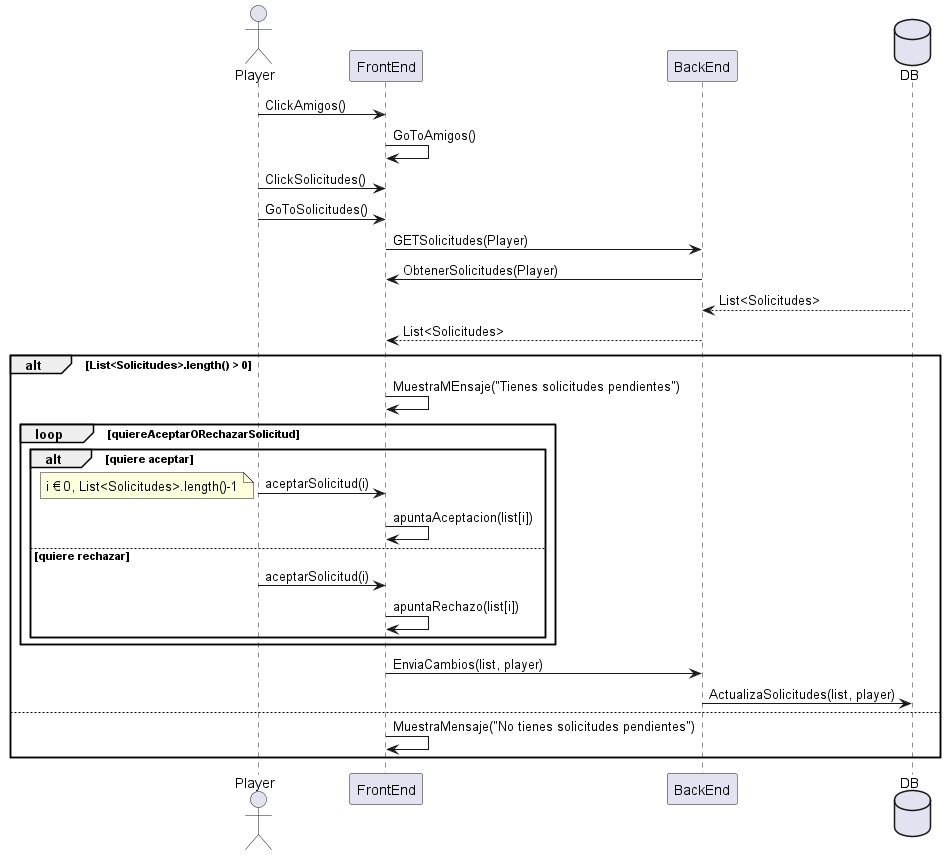 Player
FrontEnd
BackEnd
DB
ClickAmigos()
GoToAmigos()
ClickSolicitudes()
GoToSolicitudes()
GETSolicitudes(Player)
ObtenerSolicitudes(Player)
List<Solicitudes>
List<Solicitudes>
alt [List<Solicitudes>.length() > 0]
MuestraMEnsaje("Tienes solicitudes pendientes")
loop [quiereAceptarORechazarSolicitud]
alt [quiere aceptar]
i € 0, List<Solicitudes>.length()-1
aceptarSolicitud(i)
apuntaAceptacion(list[i])
[quiere rechazar]
aceptarSolicitud(i)
apuntaRechazo(list[i])
EnviaCambios(list, player)
ActualizaSolicitudes(list, player)
MuestraMensaje("No tienes solicitudes pendientes")
Player
FrontEnd
BackEnd
DB